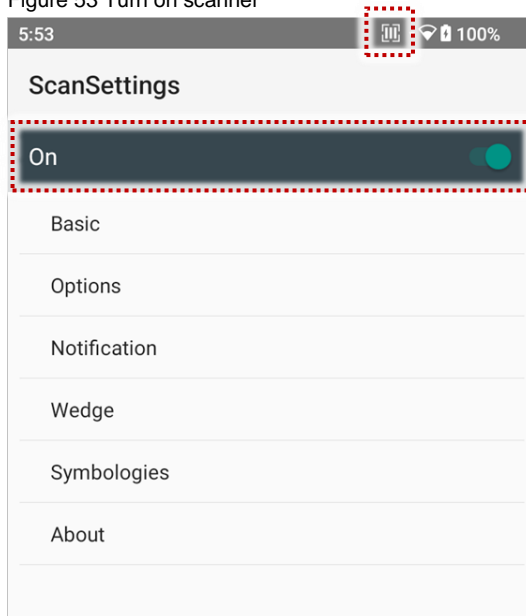 Figure 53 Turn on scanner
5:53 100%
ScanSettings
On
Basic
Options
Notification
Wedge
Symbologies
About